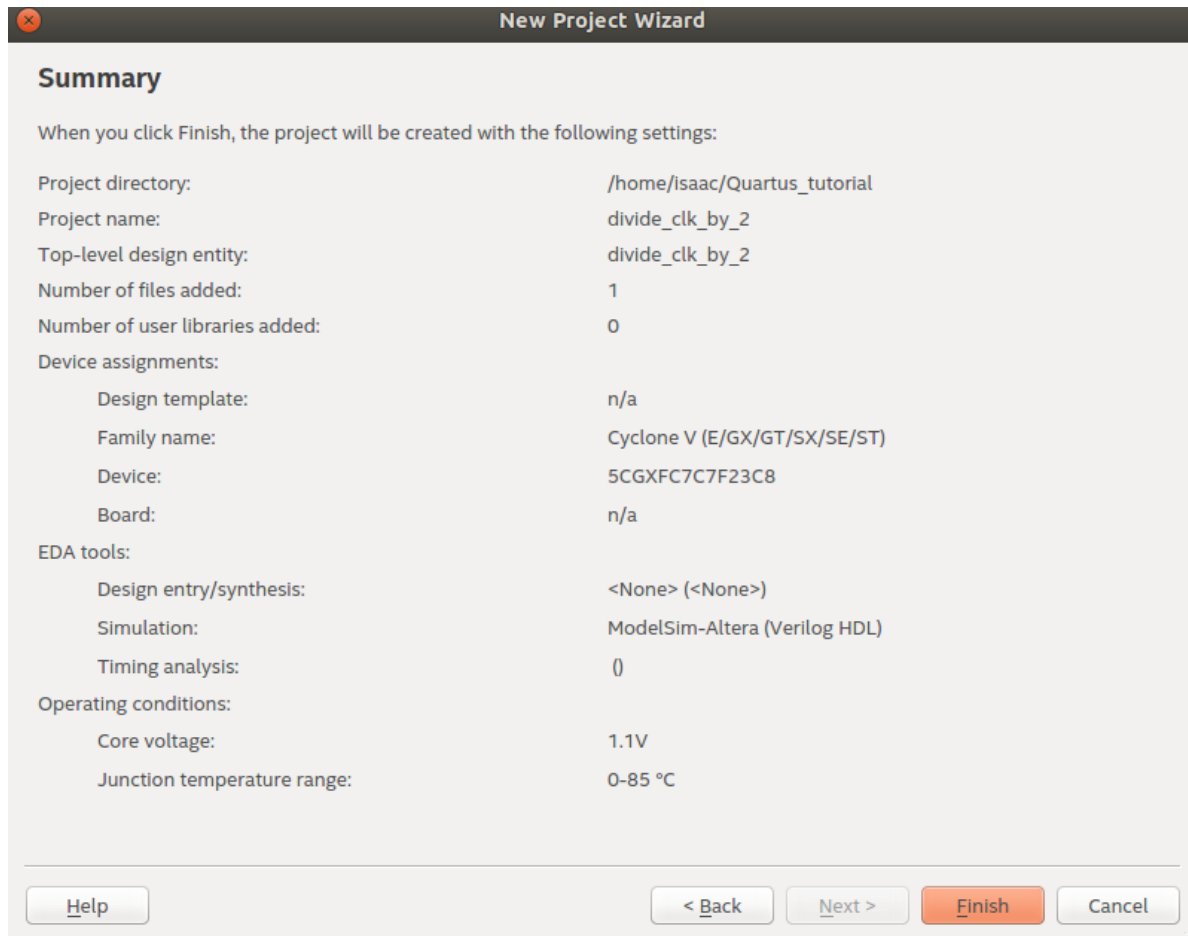 New Project Wizard
Summary
When you click Finish, the project will be created with the following settings:
Project directory: /home/isaac/Quartus_tutorial
Project name: divide_clk_by_2
Top-level design entity: divide_clk_by_2
Number of files added: 1
Number of user libraries added: 0
Device assignments:
Design template: n/a
Family name: Cyclone V (E/GX/GT/SX/SE/ST)
Device: 5CGXFC7C7F23C8
Board: n/a
EDA tools:
Design entry/synthesis: <None> (<None>)
Simulation: ModelSim-Altera (Verilog HDL)
Timing analysis: ()
Operating conditions:
Core voltage: 1.1V
Junction temperature range: 0-85 °C
Help < Back Next > Finish Cancel